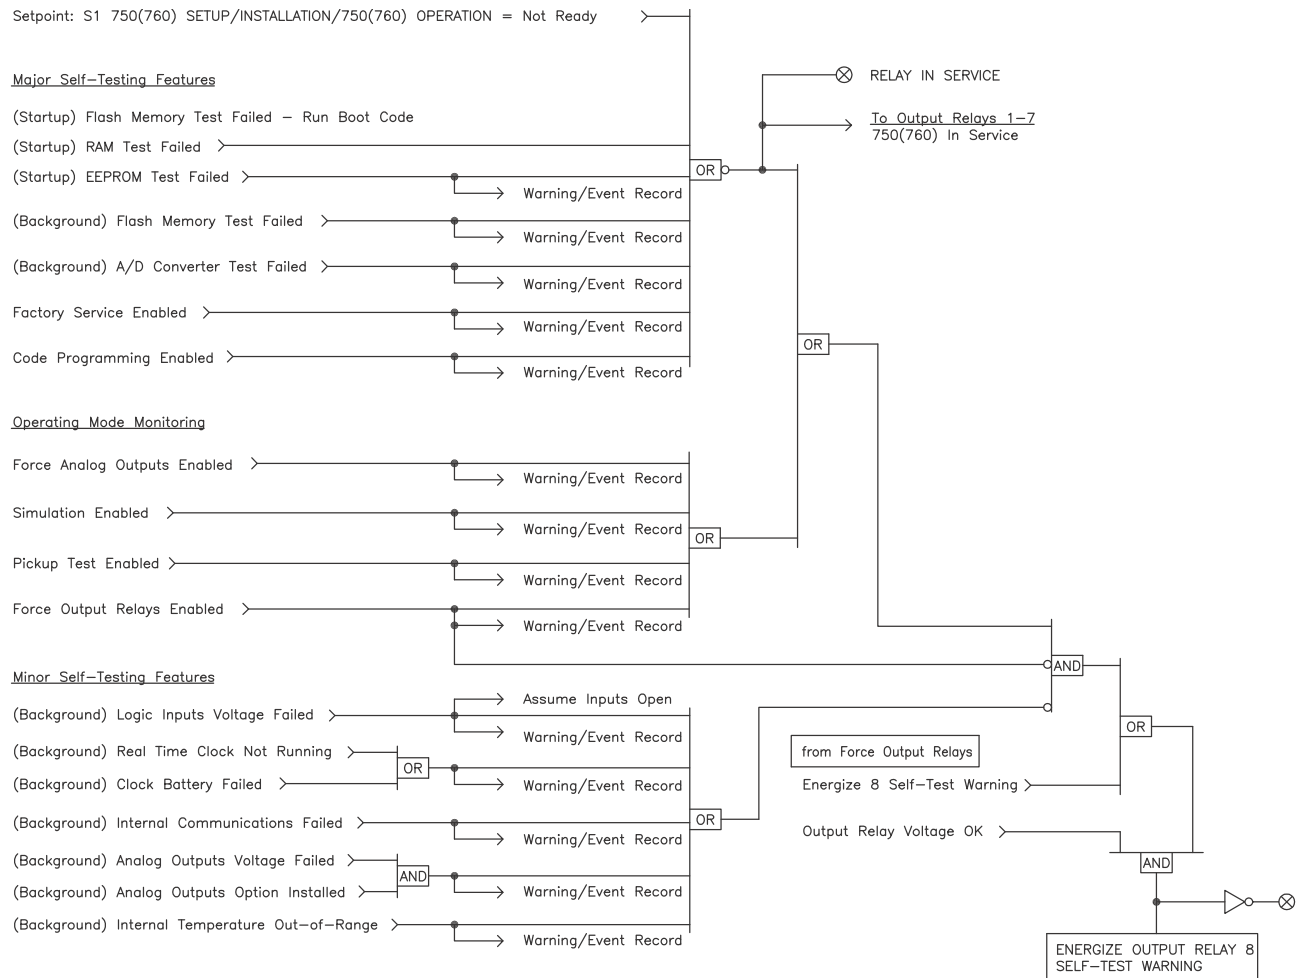 Setpoint: S1 750(760) SETUP/INSTALLATION/750(760) OPERATION = Not Ready
Major Self-Testing Features
RELAY IN SERVICE
(Startup) Flash Memory Test Failed - Run Boot Code
To Output Relays 1-7
750(760) In Service
(Startup) RAM Test Failed
OR
(Startup) EEPROM Test Failed
Warning/Event Record
(Background) Flash Memory Test Failed
Warning/Event Record
(Background) A/D Converter Test Failed
Warning/Event Record
Factory Service Enabled
Warning/Event Record
OR
Code Programming Enabled
Warning/Event Record
Operating Mode Monitoring
Force Analog Outputs Enabled
Warning/Event Record
Simulation Enabled
Warning/Event Record
OR
Pickup Test Enabled
Warning/Event Record
Force Output Relays Enabled
Warning/Event Record
AND
Minor Self-Testing Features
Assume Inputs Open
(Background) Logic Inputs Voltage Failed
Warning/Event Record
OR
(Background) Real Time Clock Not Running
from Force Output Relays
OR
(Background) Clock Battery Failed
Warning/Event Record
Energize 8 Self-Test Warning
(Background) Internal Communications Failed
OR
Output Relay Voltage OK
Warning/Event Record
(Background) Analog Outputs Voltage Failed
AND
AND
(Background) Analog Outputs Option Installed
Warning/Event Record
(Background) Internal Temperature Out-of-Range
Warning/Event Record
ENERGIZE OUTPUT RELAY 8
SELF-TEST WARNING